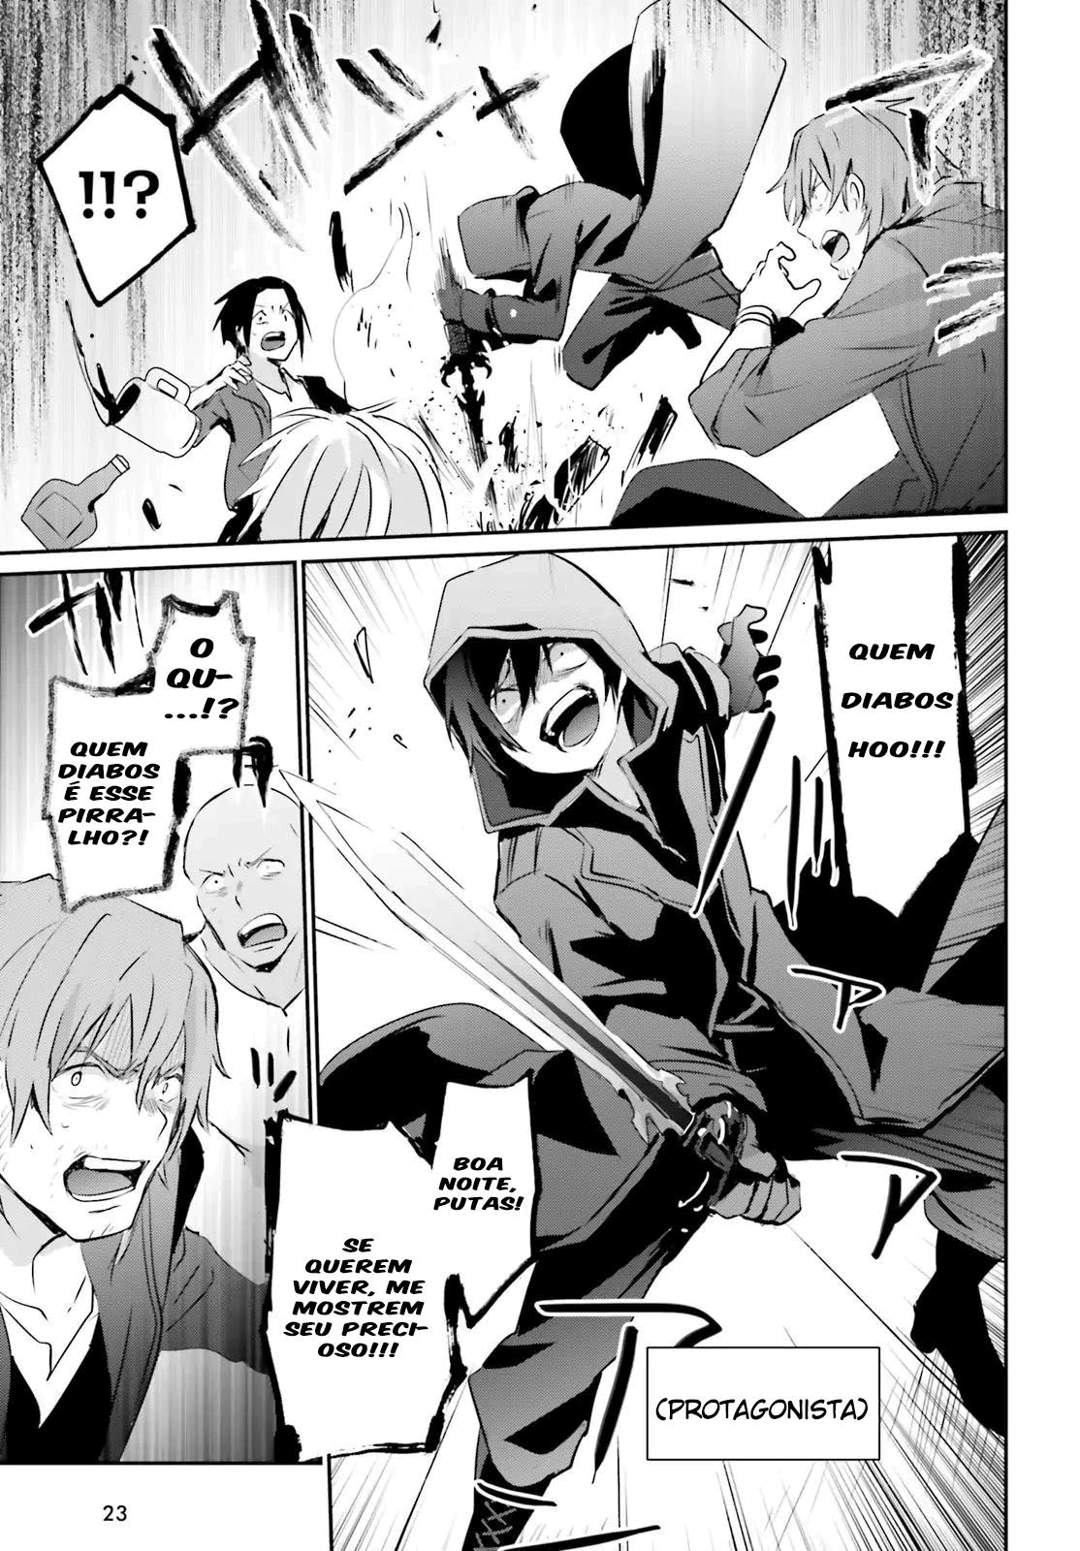 !!?
QUEM
DIABOS
HOO!!!
BOA
NOITE,
PUTAS!
SE
QUEREM
VIVER, ME
MOSTREM
SEU PRECI-
OSO!!!
(PROTAGONISTA)
O
QU-
...!?
QUEM
DIABOS
É ESSE
PIRRA-
LHO?!
23